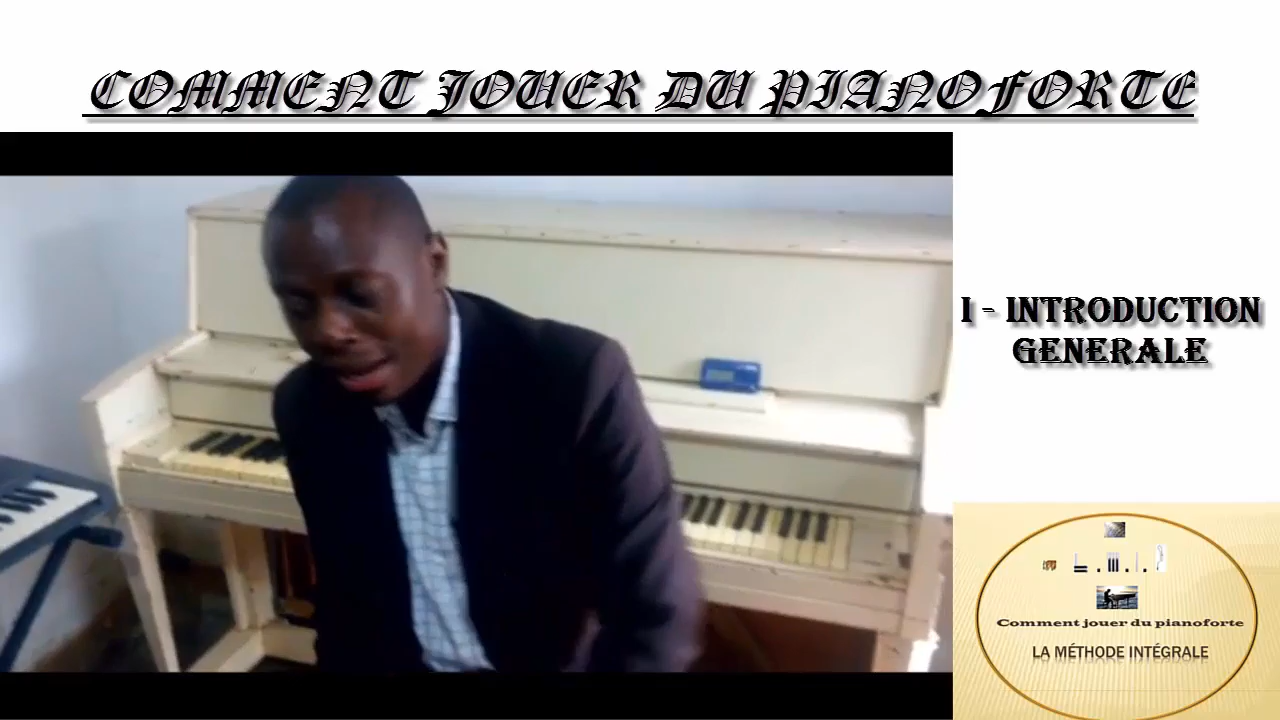 COMMENT JOUER DU PIANOFORTE
I - INTRODUCTION
GENERALE
Comment jouer du pianoforte
LA MÉTHODE INTÉGRALE